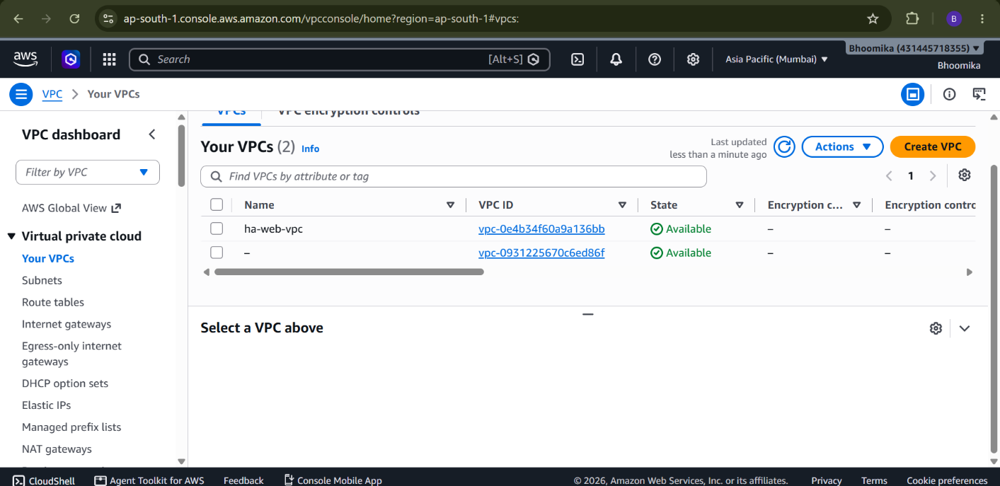 ap-south-1.console.aws.amazon.com/vpcconsole/home?region=ap-south-1#vpcs:
B
aws
Search
[Alt+S]
Asia Pacific (Mumbai)
Bhoomika (431445718355)
Bhoomika
VPC
Your VPCs
VPC dashboard
Filter by VPC
AWS Global View
Virtual private cloud
Your VPCs
Subnets
Route tables
Internet gateways
Egress-only internet
gateways
DHCP option sets
Elastic IPs
Managed prefix lists
NAT gateways
VPCs
VPC encryption controls
Your VPCs (2) Info
Last updated
less than a minute ago
Actions
Create VPC
Find VPCs by attribute or tag
1
Name VPC ID State Encryption c... Encryption contro
ha-web-vpc vpc-0e4b34f60a9a136bb Available – –
– vpc-0931225670c6ed86f Available – –
Select a VPC above
CloudShell Agent Toolkit for AWS Feedback Console Mobile App © 2026, Amazon Web Services, Inc. or its affiliates. Privacy Terms Cookie preferences